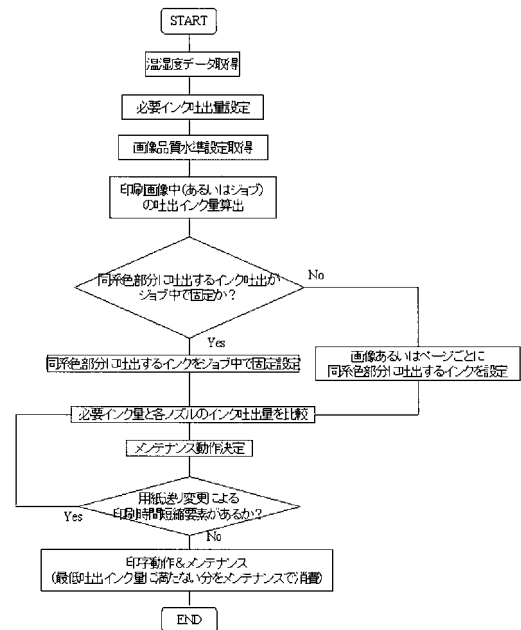 START
温湿度データ取得
必要インク吐出量設定
画像品質水準設定取得
印刷画像中(あるいはジョブ)
の吐出インク量算出
同系色部分に吐出するインク吐出が
ジョブ中で固定か？
No
Yes
同系色部分に吐出するインクをジョブ中で固定設定
画像あるいはページごとに
同系色部分に吐出するインクを設定
必要インク量と各ノズルのインク吐出量を比較
メンテナンス動作決定
用紙送り変更による
印刷時間短縮要素があるか？
Yes
No
印字動作＆メンテナンス
(最低吐出インク量に満たない分をメンテナンスで消費)
END